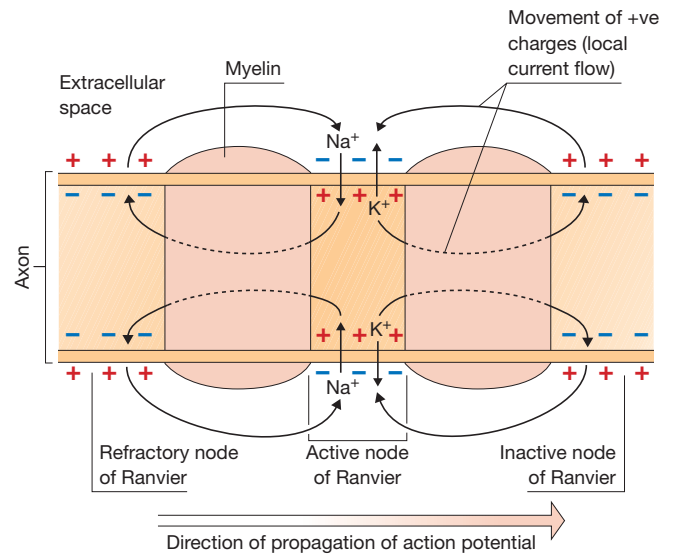 Movement of +ve
charges (local
current flow)
Extracellular
space
Myelin
Na⁺
+ + +
− − −
+ + +
− − −
+ + +
K⁺
− − −
Axon
− − −
+ + +
K⁺
− − −
+ + +
− − −
+ + +
Na⁺
Refractory node
of Ranvier
Active node
of Ranvier
Inactive node
of Ranvier
Direction of propagation of action potential